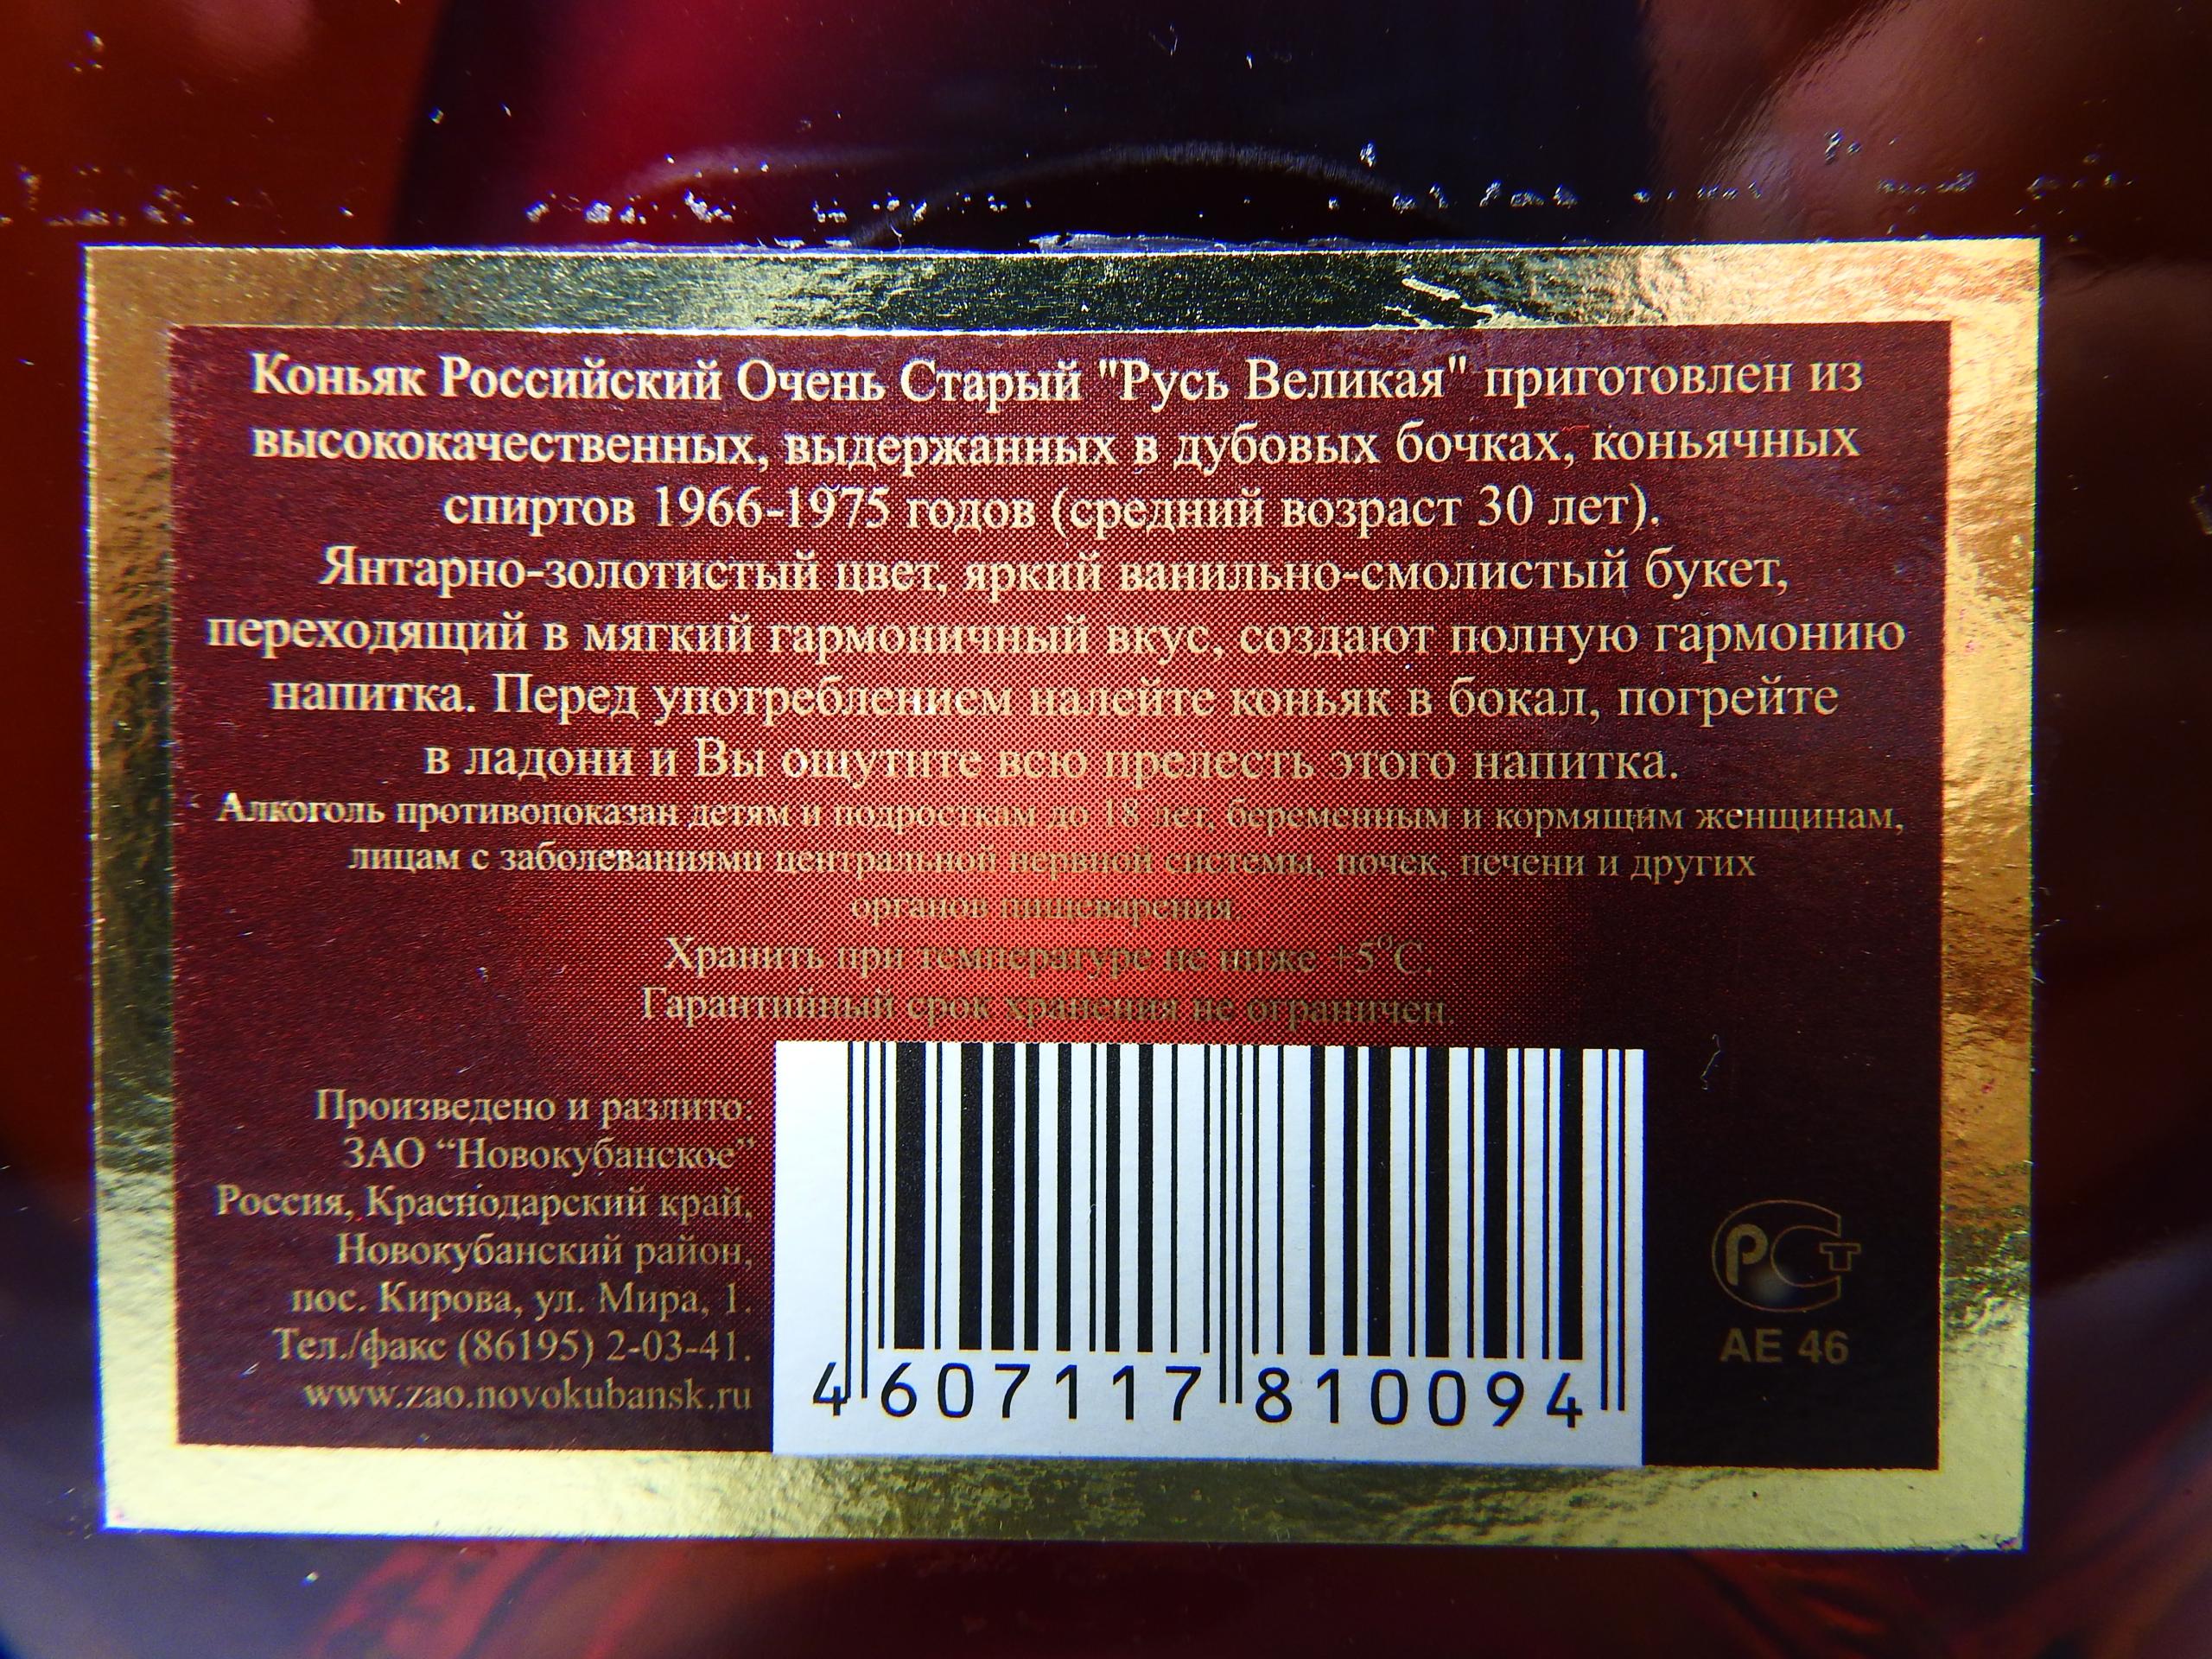 Коньяк Российский Очень Старый "Русь Великая" приготовлен из
высококачественных, выдержанных в дубовых бочках, коньячных
спиртов 1966-1975 годов (средний возраст 30 лет).
Янтарно-золотистый цвет, яркий ванильно-смолистый букет,
переходящий в мягкий гармоничный вкус, создают полную гармонию
напитка. Перед употреблением налейте коньяк в бокал, погрейте
в ладони и Вы ощутите всю прелесть этого напитка.
Алкоголь противопоказан детям и подросткам до 18 лет, беременным и кормящим женщинам,
лицам с заболеваниями центральной нервной системы, почек, печени и других
органов пищеварения.
Хранить при температуре не ниже +5°С.
Гарантийный срок хранения не ограничен.
Произведено и разлито:
ЗАО “Новокубанское”
Россия, Краснодарский край,
Новокубанский район,
пос. Кирова, ул. Мира, 1.
Тел./факс (86195) 2-03-41.
www.zao.novokubansk.ru
4 607117 810094
РСТ
АЕ 46